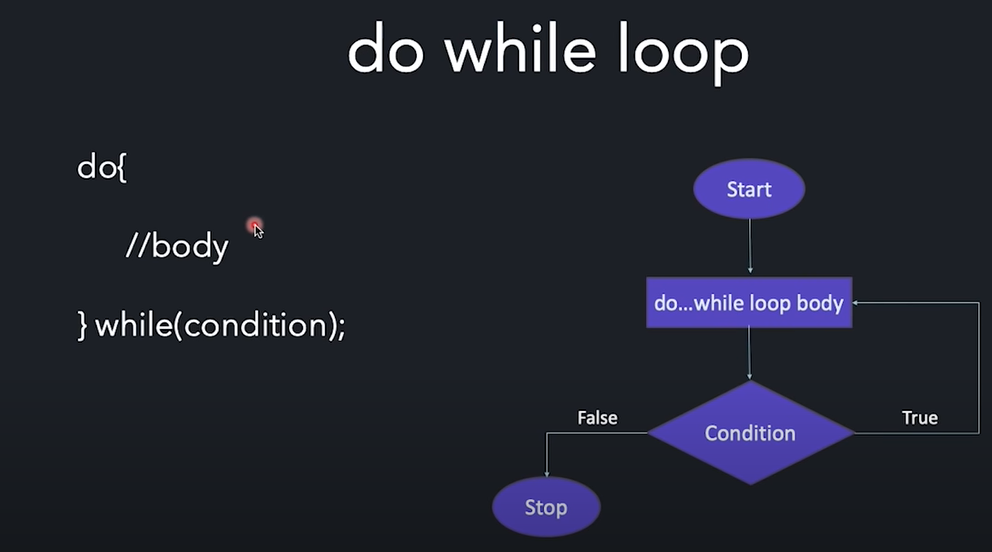 do while loop
do{
//body
} while(condition);
Start
do...while loop body
Condition
False
True
Stop